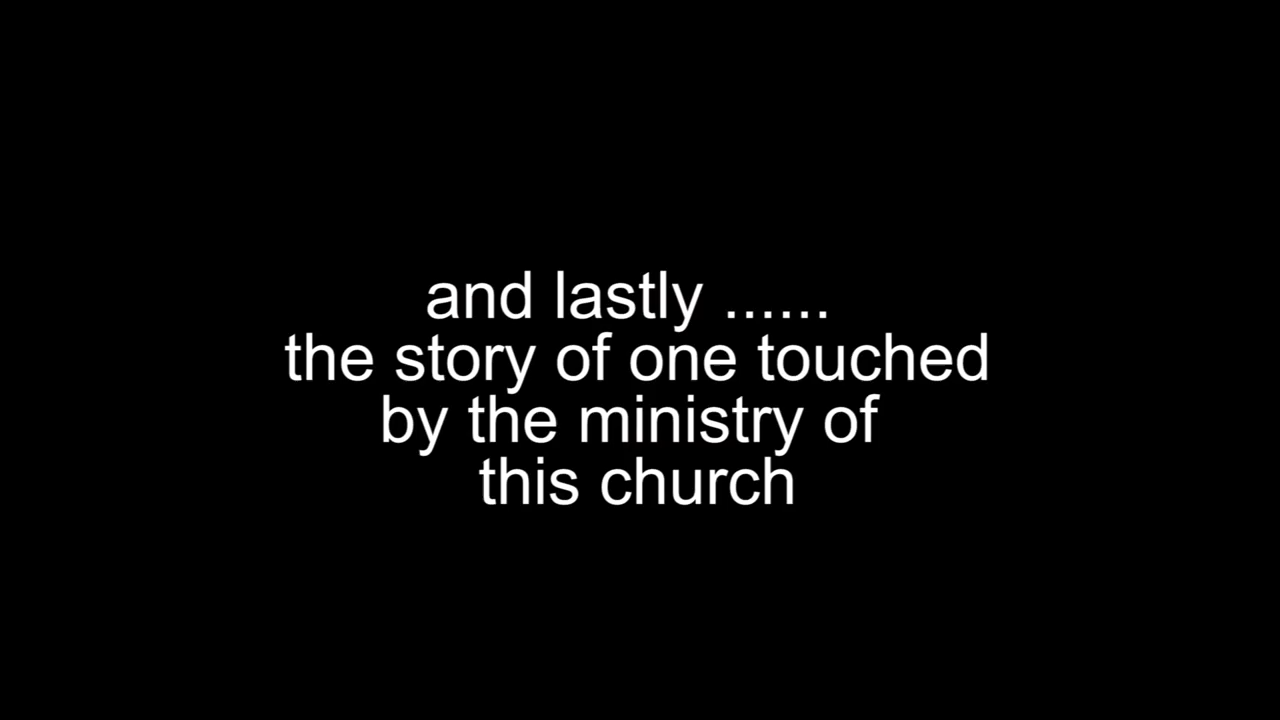 and lastly ......
the story of one touched
by the ministry of
this church